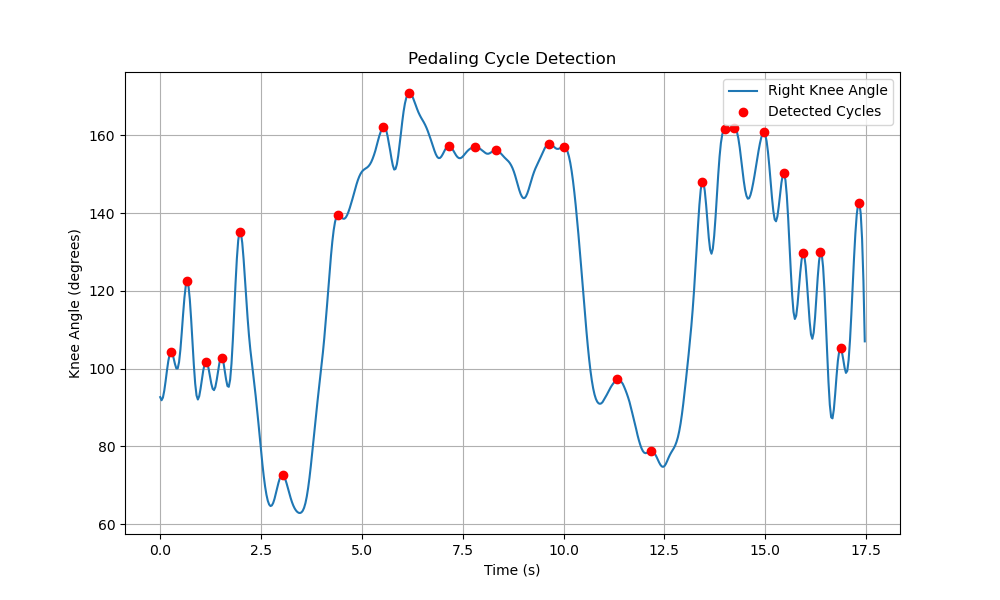 Pedaling Cycle Detection
Right Knee Angle
Detected Cycles
Knee Angle (degrees)
160
140
120
100
80
60
0.0 2.5 5.0 7.5 10.0 12.5 15.0 17.5
Time (s)